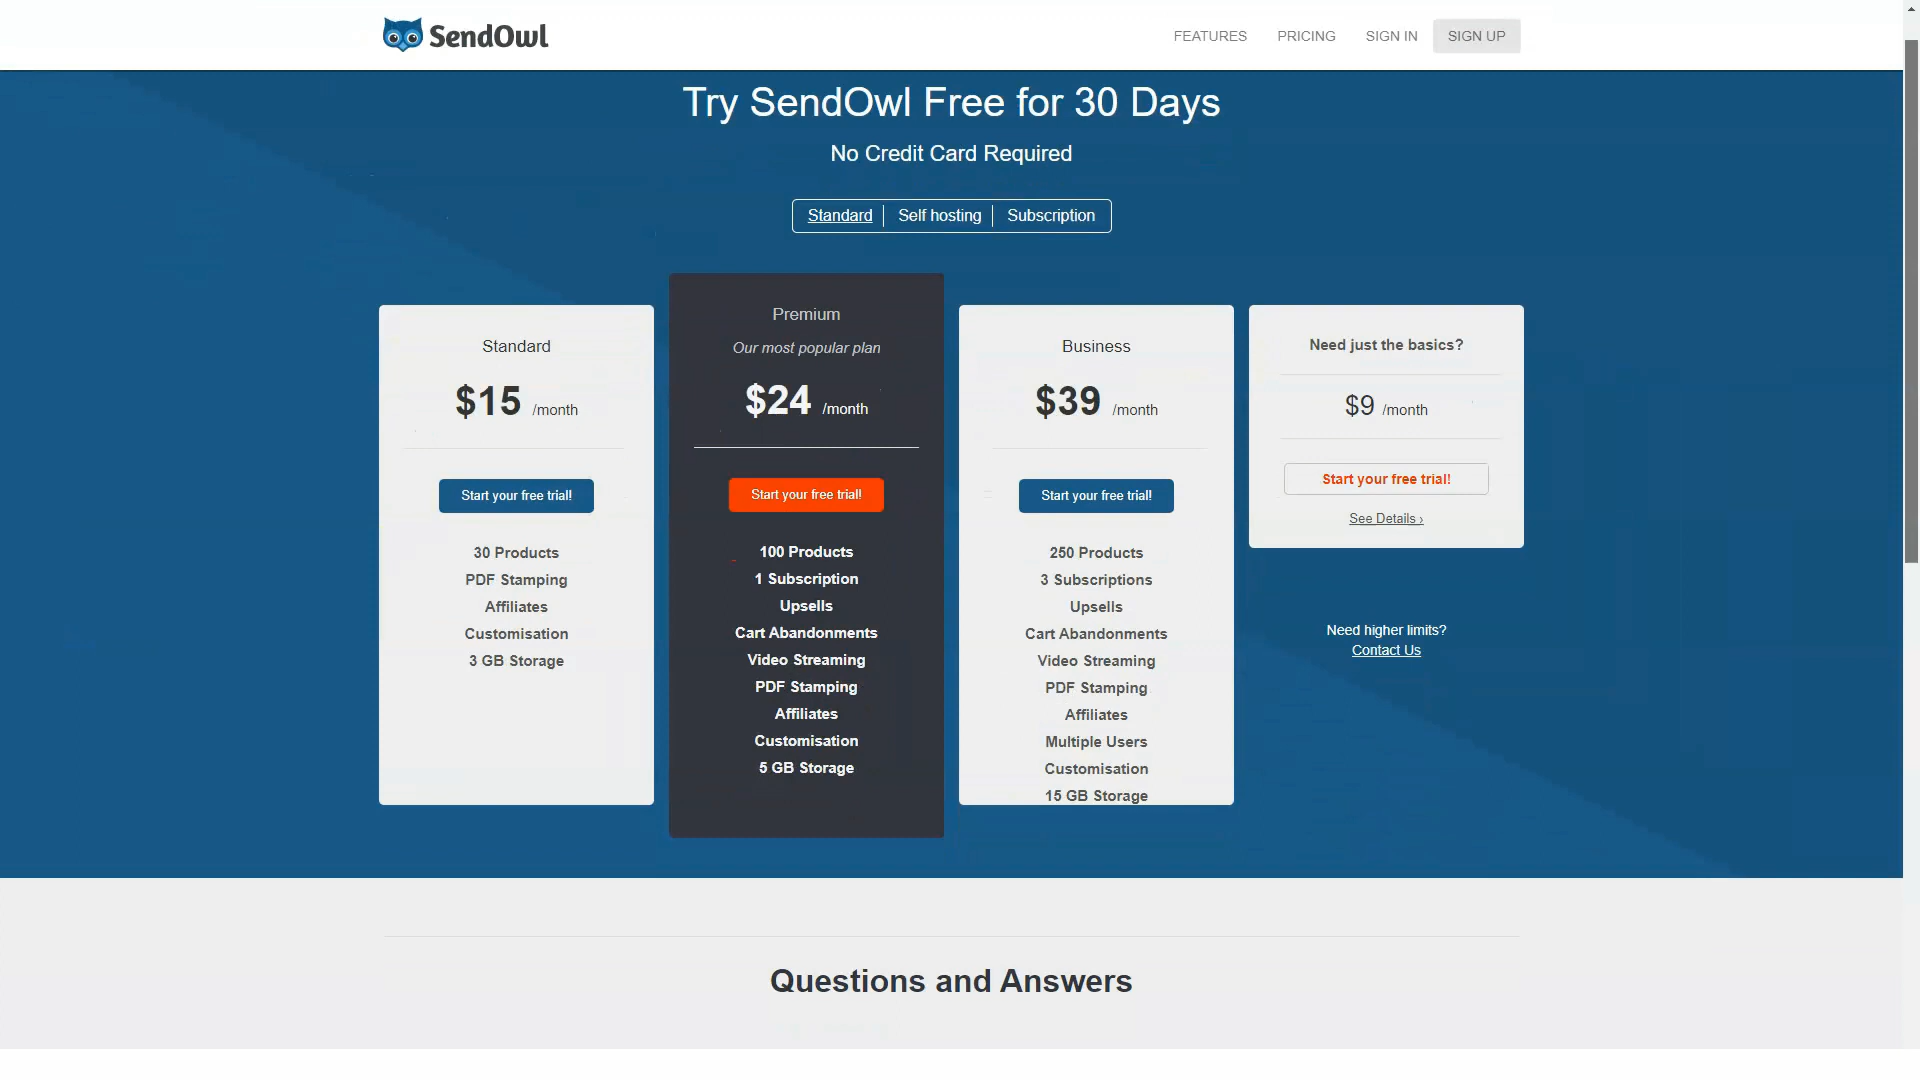 SendOwl
FEATURES
PRICING
SIGN IN
SIGN UP
Try SendOwl Free for 30 Days
No Credit Card Required
Standard
Self hosting
Subscription
Standard
$15 /month
Start your free trial!
30 Products
PDF Stamping
Affiliates
Customisation
3 GB Storage
Premium
Our most popular plan
$24 /month
Start your free trial!
100 Products
1 Subscription
Upsells
Cart Abandonments
Video Streaming
PDF Stamping
Affiliates
Customisation
5 GB Storage
Business
$39 /month
Start your free trial!
250 Products
3 Subscriptions
Upsells
Cart Abandonments
Video Streaming
PDF Stamping
Affiliates
Multiple Users
Customisation
15 GB Storage
Need just the basics?
$9 /month
Start your free trial!
See Details ›
Need higher limits?
Contact Us
Questions and Answers